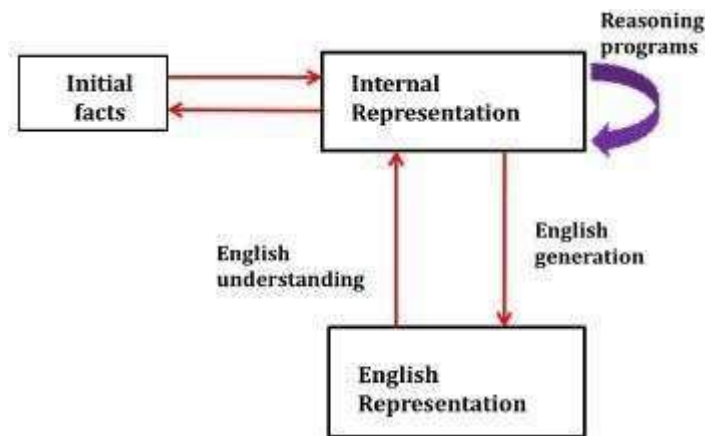 Reasoning
programs
Initial
facts
Internal
Representation
English
understanding
English
generation
English
Representation